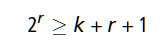 2^r ≥ k + r + 1